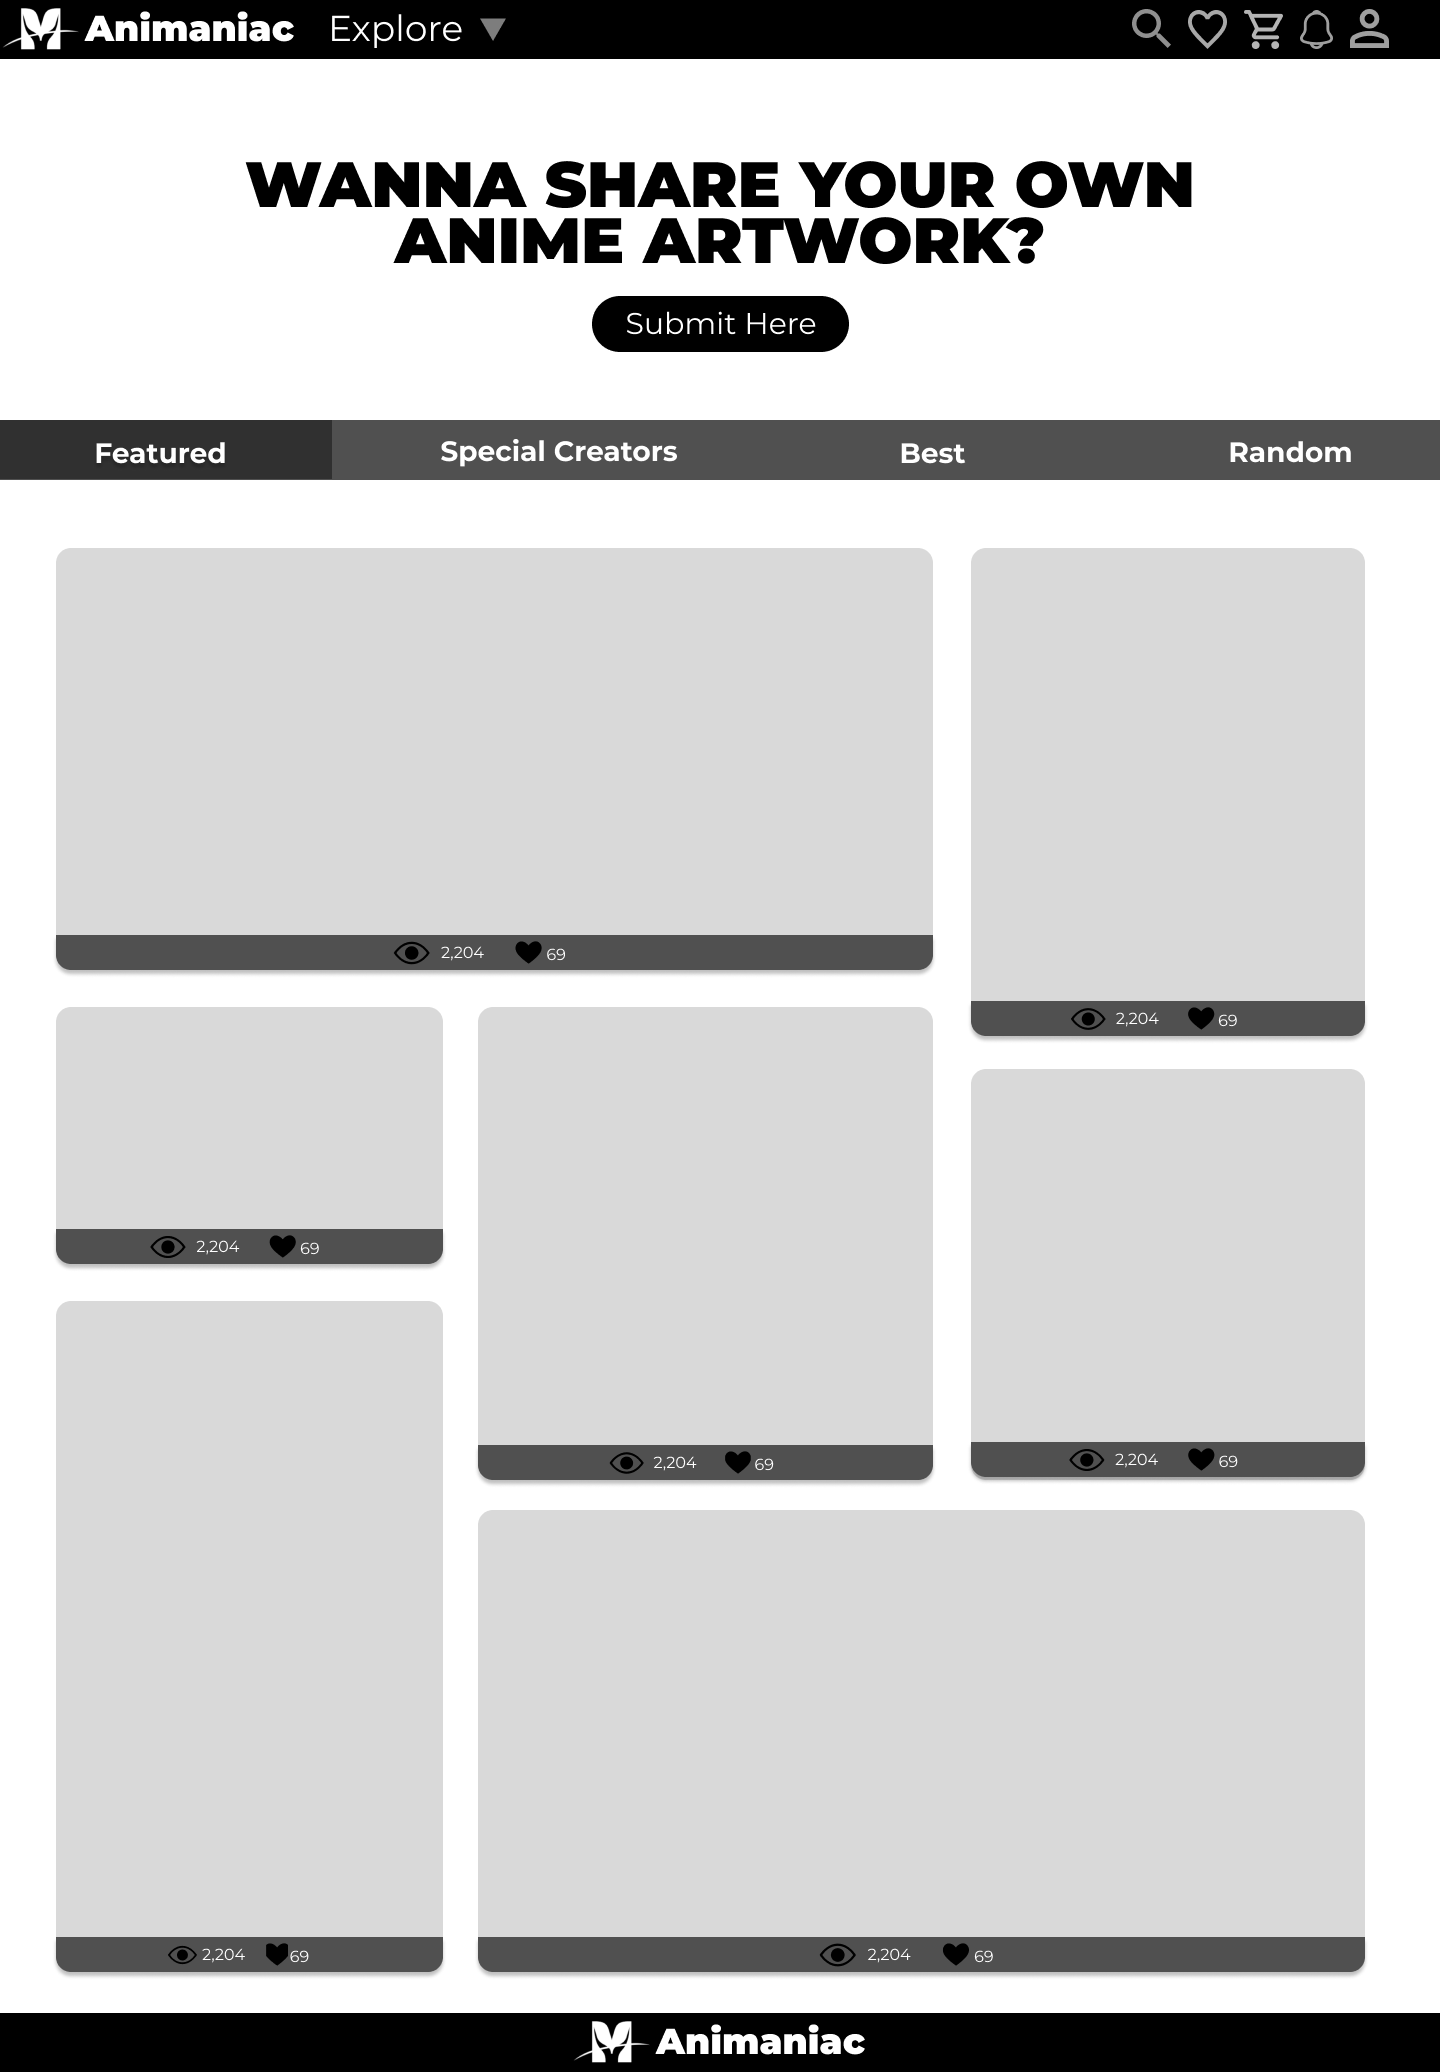 Animaniac Explore
WANNA SHARE YOUR OWN
ANIME ARTWORK?
Submit Here
Featured Special Creators Best Random
2,204 69
2,204 69
2,204 69
2,204 69
2,204 69
2,204 69
2,204 69
Animaniac